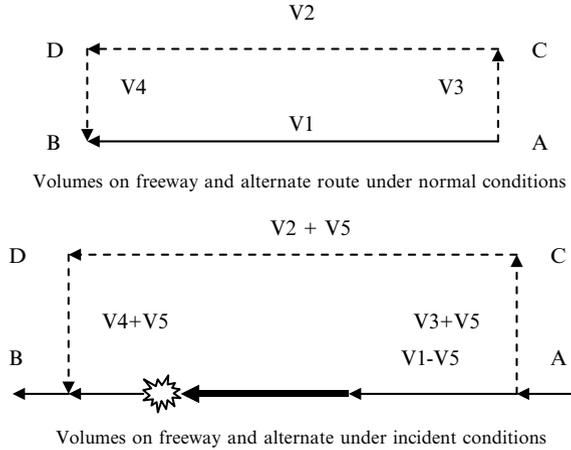 V2
D C
V4 V3
V1
B A
Volumes on freeway and alternate route under normal conditions
V2 + V5
D C
V4+V5 V3+V5
B V1-V5 A
Volumes on freeway and alternate under incident conditions